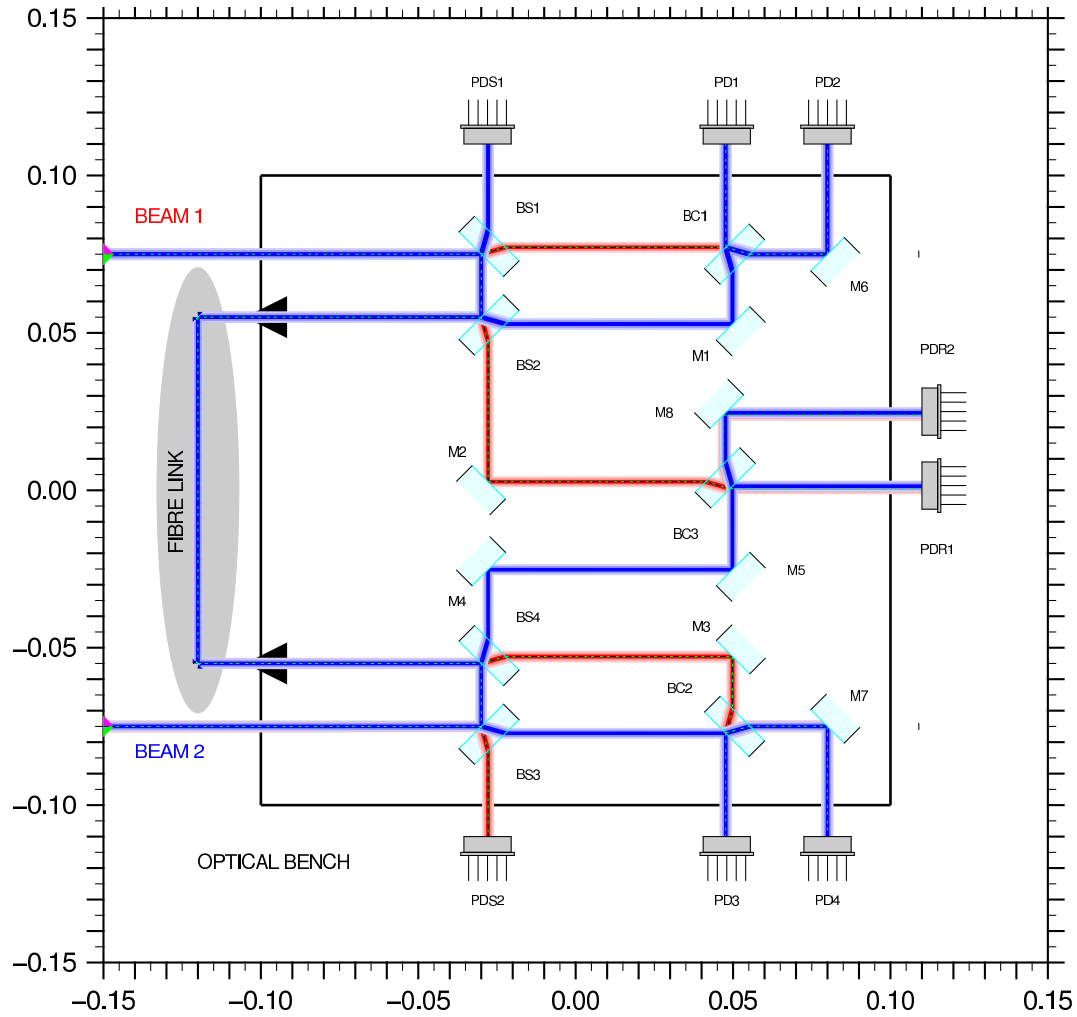 0.15
PDS1 PD1 PD2
0.10
BEAM 1 BS1 BC1
M6
0.05
BS2 M1 PDR2
M8
M2
0.00
FIBRE LINK
BC3 PDR1
M5
M4
BS4 M3
−0.05
BC2 M7
BEAM 2
BS3
−0.10
OPTICAL BENCH
PDS2 PD3 PD4
−0.15
−0.15 −0.10 −0.05 0.00 0.05 0.10 0.15